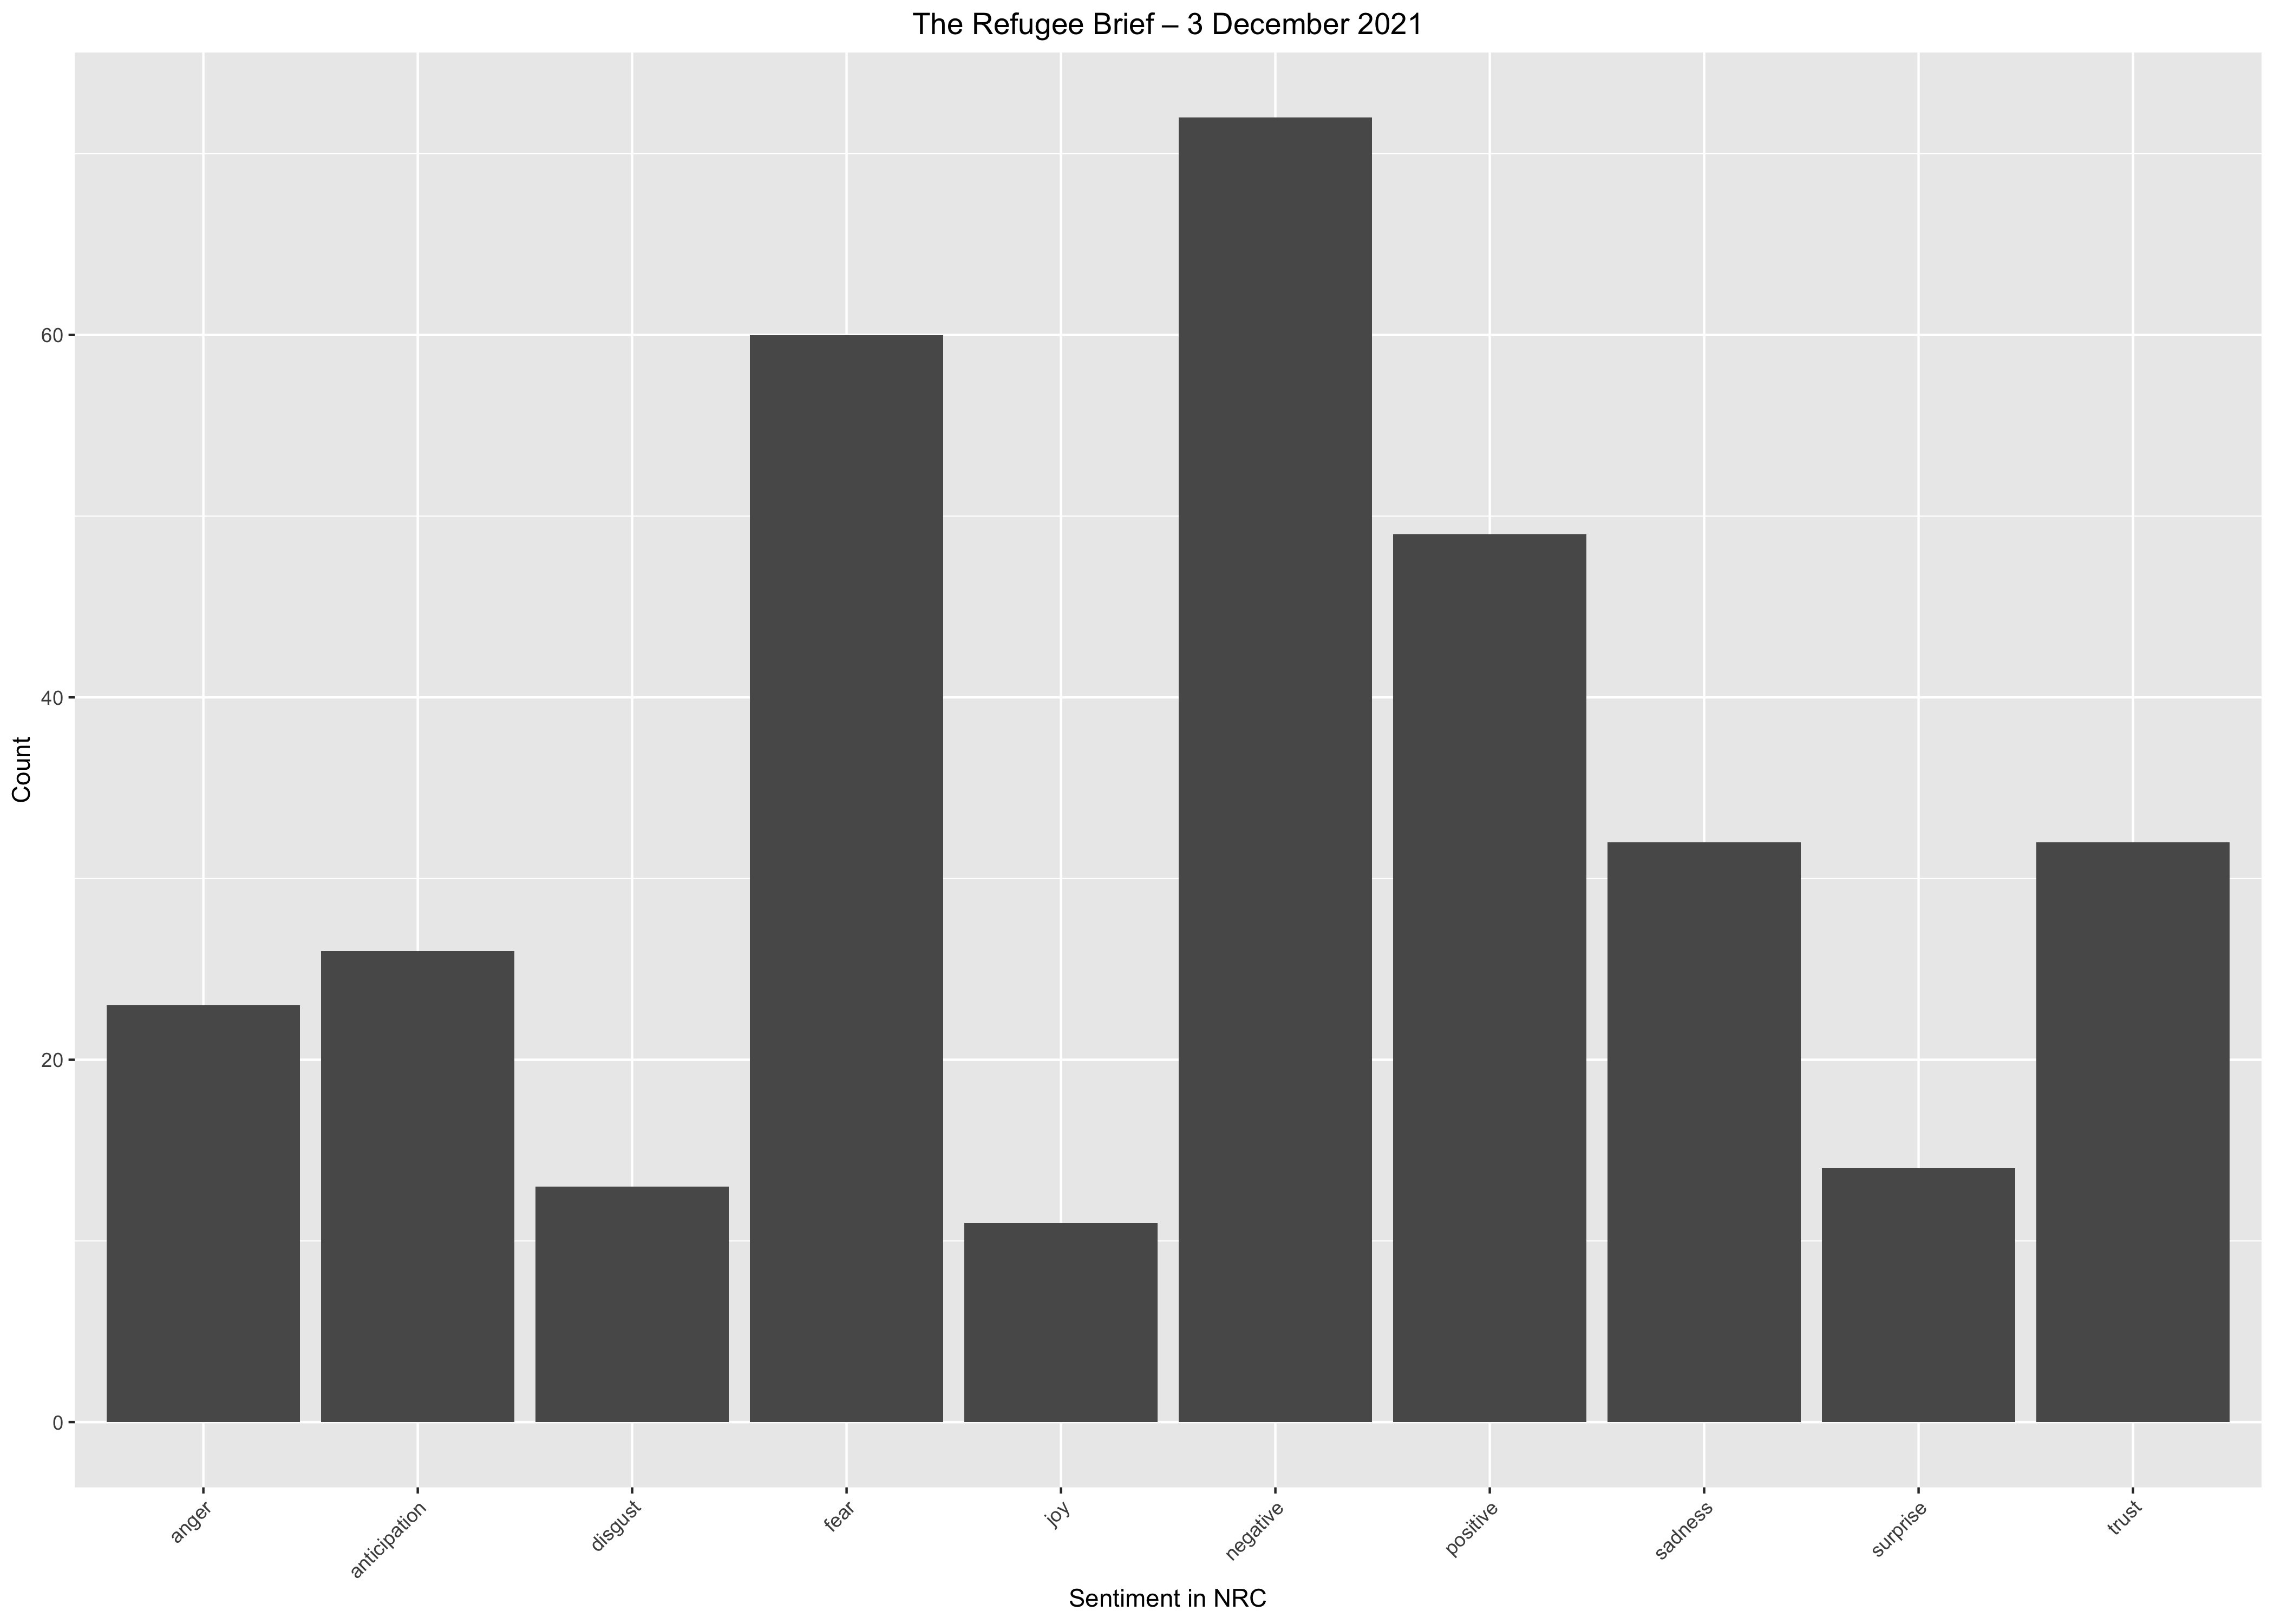 The Refugee Brief – 3 December 2021
Count
60
40
20
0
anger
anticipation
disgust
fear
joy
negative
positive
sadness
surprise
trust
Sentiment in NRC